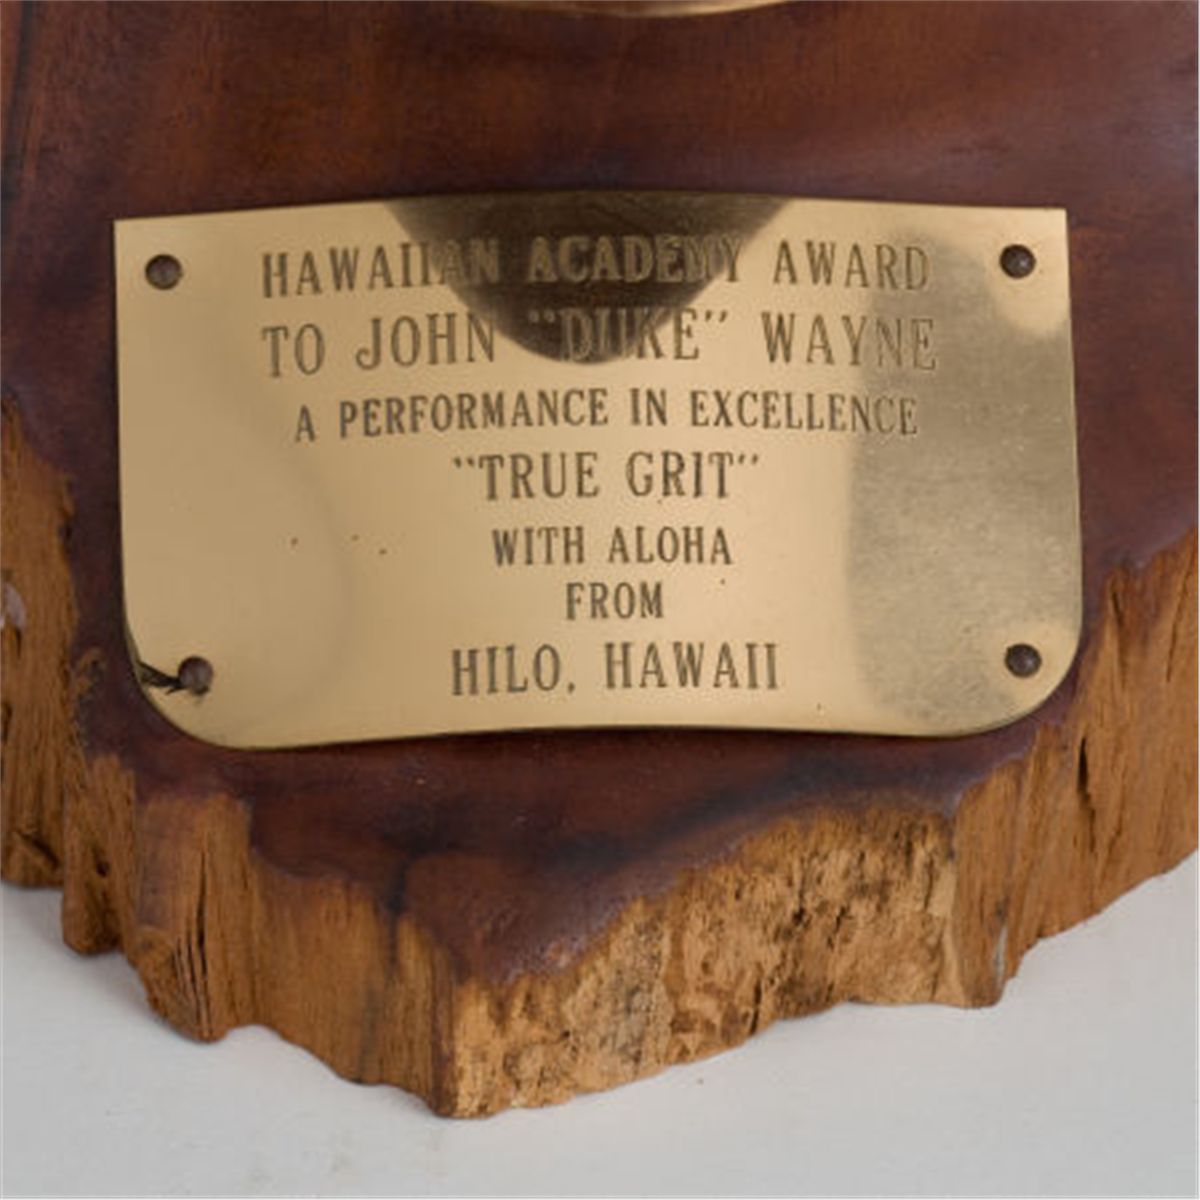 HAWAIIAN ACADEMY AWARD
TO JOHN "DUKE" WAYNE
A PERFORMANCE IN EXCELLENCE
"TRUE GRIT"
WITH ALOHA
FROM
HILO, HAWAII